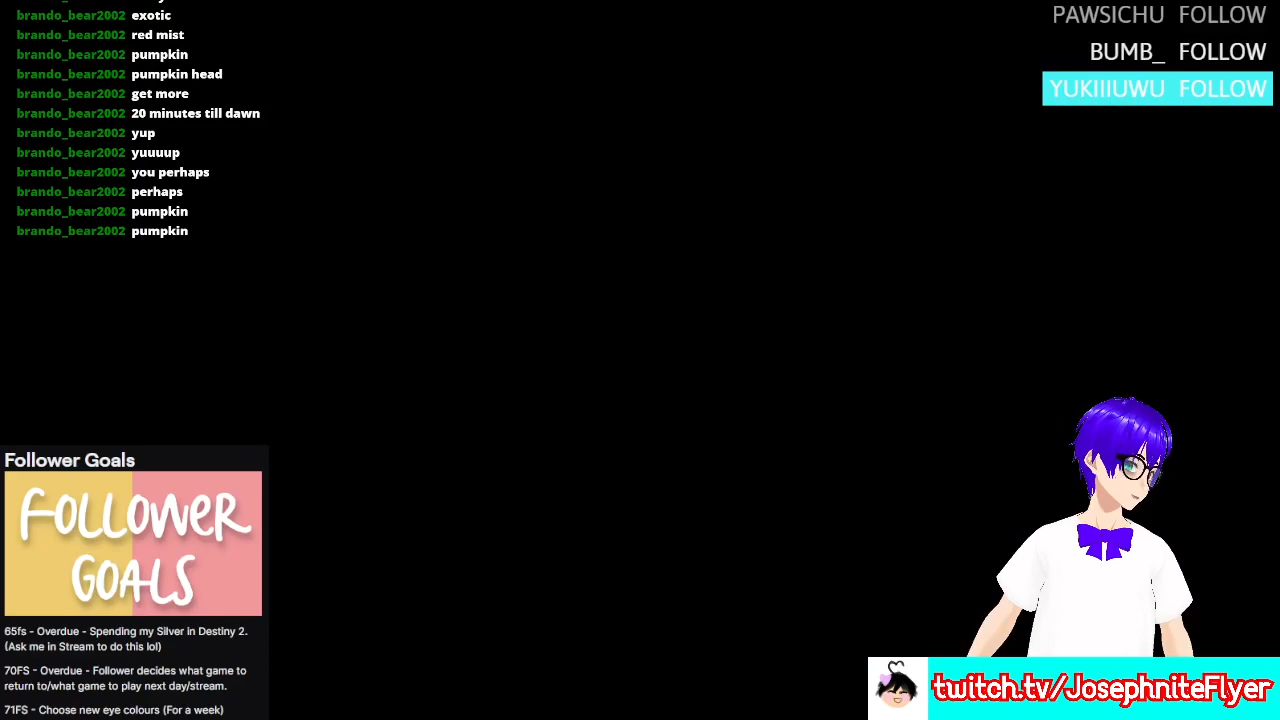 brando_bear2002 exotic
brando_bear2002 red mist
brando_bear2002 pumpkin
brando_bear2002 pumpkin head
brando_bear2002 get more
brando_bear2002 20 minutes till dawn
brando_bear2002 yup
brando_bear2002 yuuuup
brando_bear2002 you perhaps
brando_bear2002 perhaps
brando_bear2002 pumpkin
brando_bear2002 pumpkin
PAWSICHU FOLLOW
BUMB_ FOLLOW
YUKIIIUWU FOLLOW
Follower Goals
FOLLOWER
GOALS
65fs - Overdue - Spending my Silver in Destiny 2.
(Ask me in Stream to do this lol)
70FS - Overdue - Follower decides what game to
return to/what game to play next day/stream.
71FS - Choose new eye colours (For a week)
twitch.tv/JosephniteFlyer